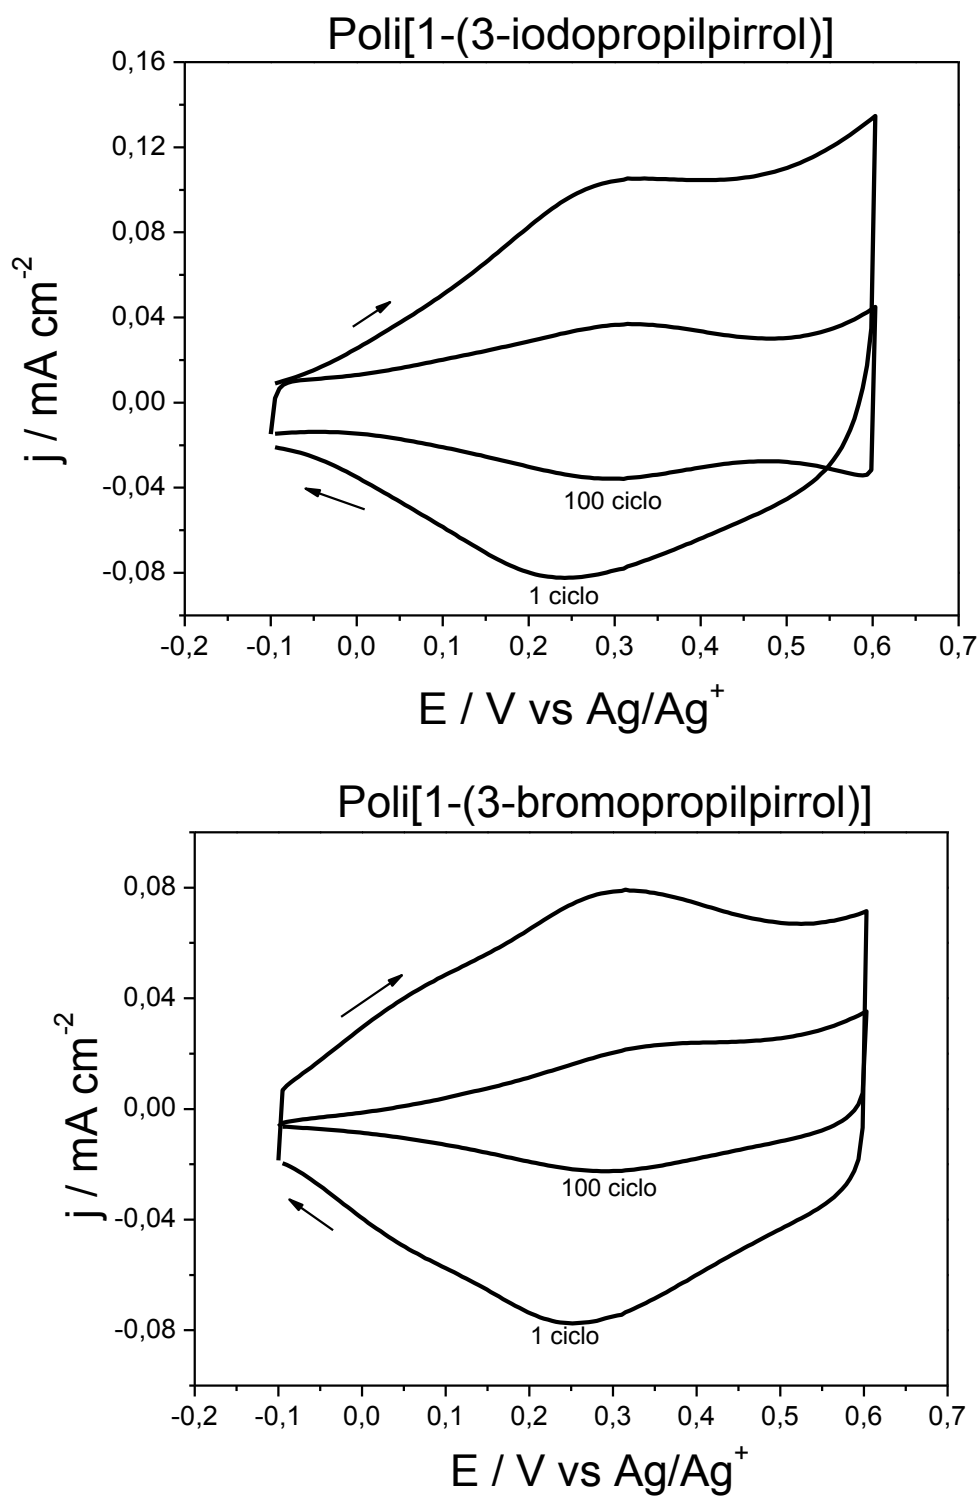 Poli[1-(3-iodopropilpirrol)]
0,16
0,12
0,08
0,04
0,00
-0,04
-0,08
j / mA cm-2
100 ciclo
1 ciclo
-0,2 -0,1 0,0 0,1 0,2 0,3 0,4 0,5 0,6 0,7
E / V vs Ag/Ag+
Poli[1-(3-bromopropilpirrol)]
0,08
0,04
0,00
-0,04
-0,08
j / mA cm-2
100 ciclo
1 ciclo
-0,2 -0,1 0,0 0,1 0,2 0,3 0,4 0,5 0,6 0,7
E / V vs Ag/Ag+